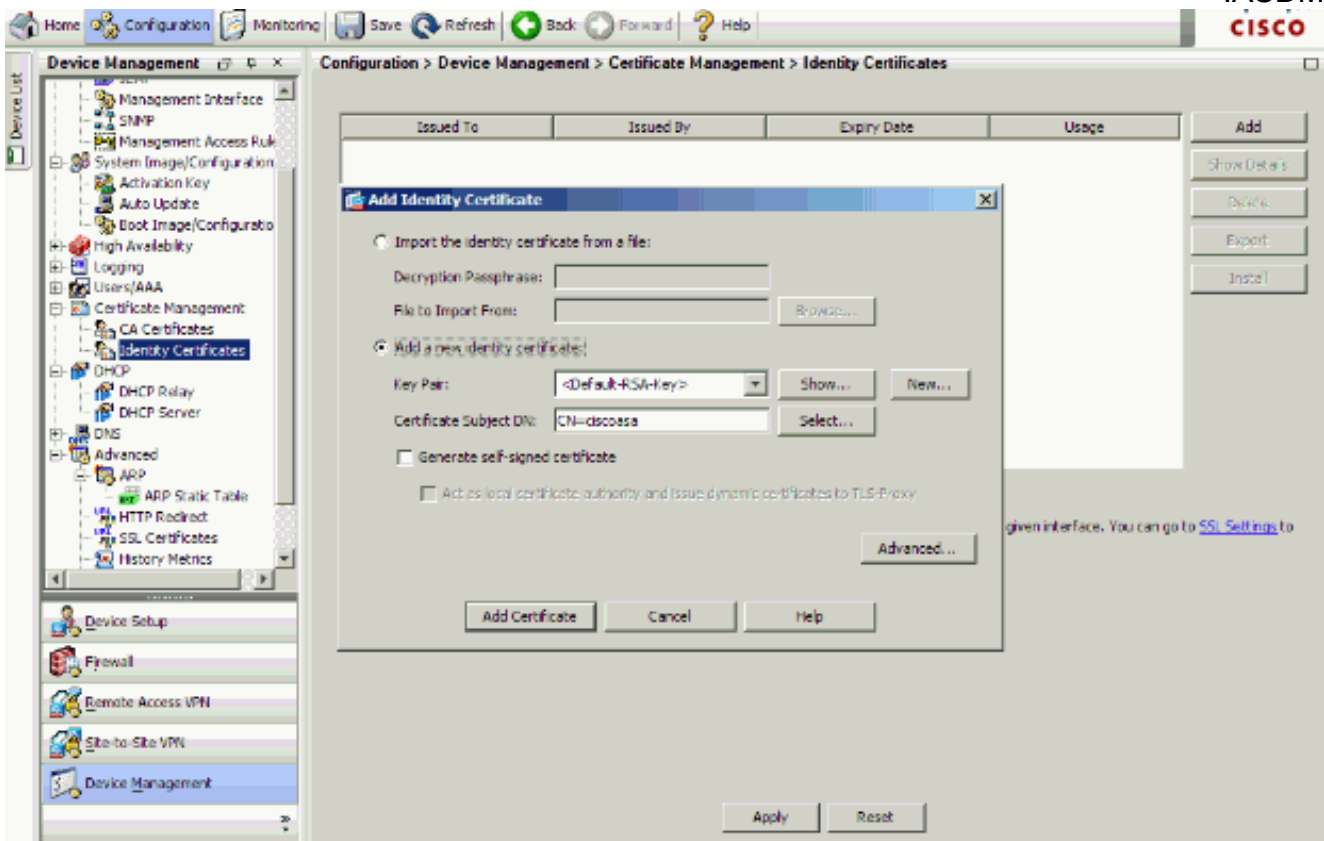 Home Configuration Monitoring Save Refresh Back Forward Help
CISCO
Device List
Device Management
Management Interface
SNMP
Management Access Rule
System Image/Configuration
Activation Key
Auto Update
Boot Image/Configuratio
High Availability
Logging
Users/AAA
Certificate Management
CA Certificates
Identity Certificates
DHCP
DHCP Relay
DHCP Server
DNS
Advanced
ARP
ARP Static Table
HTTP Redirect
SSL Certificates
History Metrics
Device Setup
Firewall
Remote Access VPN
Site-to-Site VPN
Device Management
Configuration > Device Management > Certificate Management > Identity Certificates
Issued To Issued By Expiry Date Usage
Add
Show Details
Delete
Export
Install
Add Identity Certificate
Import the identity certificate from a file:
Decryption Passphrase:
File to Import From: Browse...
Add a new identity certificate:
Key Pair: <Default-RSA-Key> Show... New...
Certificate Subject DN: CN=ciscoasa Select...
Generate self-signed certificate
Act as local certificate authority and issue dynamic certificates to TLS-Proxy
Advanced...
Add Certificate Cancel Help
given interface. You can go to SSL Settings to
Apply Reset